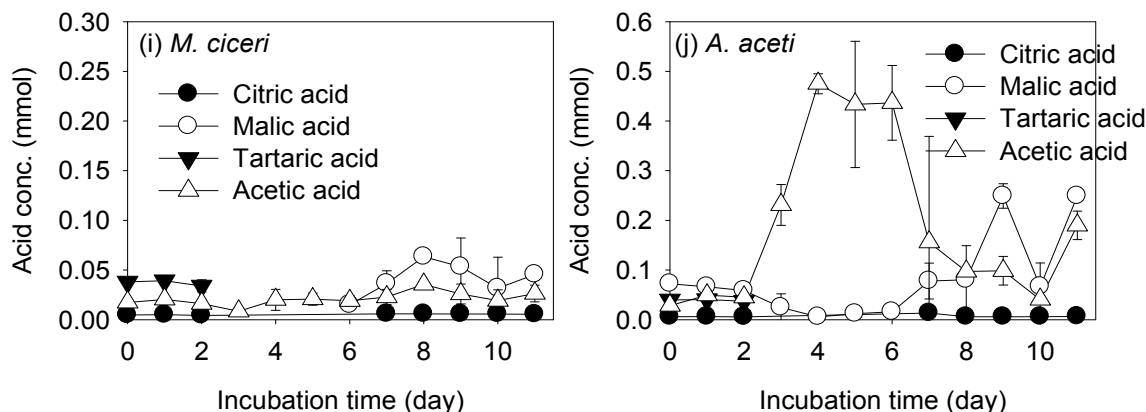 (i) M. ciceri
Citric acid
Malic acid
Tartaric acid
Acetic acid
Acid conc. (mmol)
0.30
0.25
0.20
0.15
0.10
0.05
0.00
0 2 4 6 8 10
Incubation time (day)
(j) A. aceti
Citric acid
Malic acid
Tartaric acid
Acetic acid
Acid conc. (mmol)
0.6
0.5
0.4
0.3
0.2
0.1
0.0
0 2 4 6 8 10
Incubation time (day)